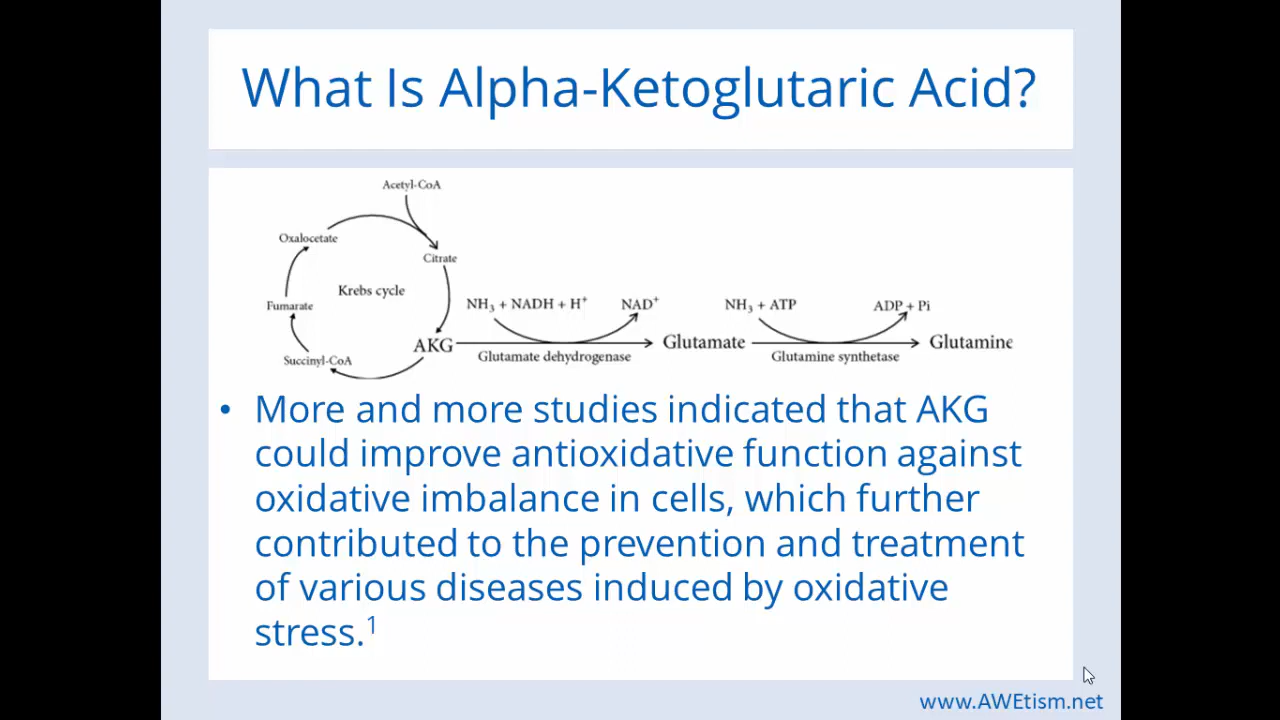 What Is Alpha-Ketoglutaric Acid?
Acetyl-CoA
Oxalocetate
Citrate
Krebs cycle
Fumarate
NH₃ + NADH + H⁺
NAD⁺
NH₃ + ATP
ADP + Pi
AKG
Glutamate
Glutamine
Glutamate dehydrogenase
Glutamine synthetase
Succinyl-CoA
• More and more studies indicated that AKG
could improve antioxidative function against
oxidative imbalance in cells, which further
contributed to the prevention and treatment
of various diseases induced by oxidative
stress.¹
www.AWEtism.net